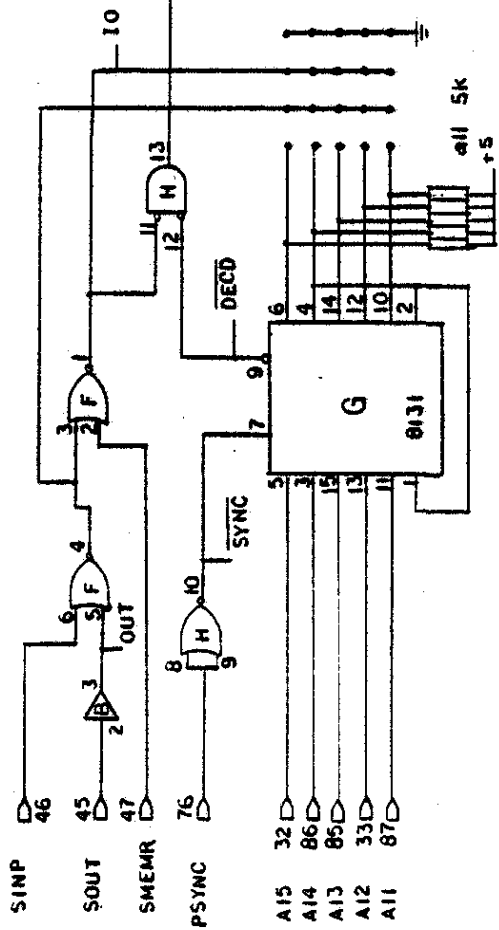 SINP
46
SOUT
45
2
B
3
OUT
SMEMR
47
PSYNC
76
6
5
F
4
3
2
F
1
IO
8
9
H
10
SYNC
11
12
H
13
DECD
7
9
G
8131
A15
32
5
6
A14
86
3
4
A13
85
15
14
A12
33
13
12
A11
87
11
10
1
2
all 5K
+5